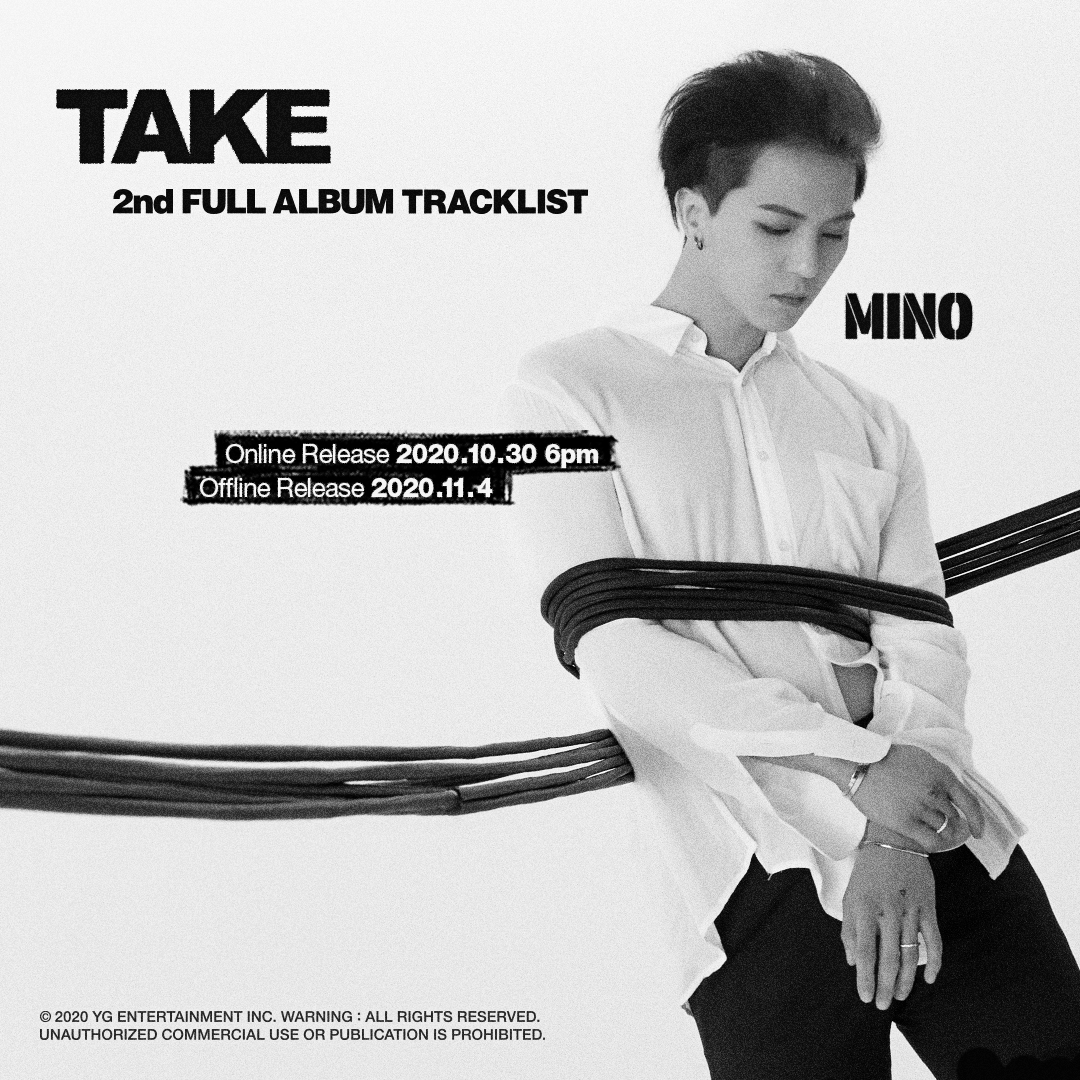 TAKE
2nd FULL ALBUM TRACKLIST
MINO
Online Release 2020.10.30 6pm
Offline Release 2020.11.4
© 2020 YG ENTERTAINMENT INC. WARNING : ALL RIGHTS RESERVED.
UNAUTHORIZED COMMERCIAL USE OR PUBLICATION IS PROHIBITED.